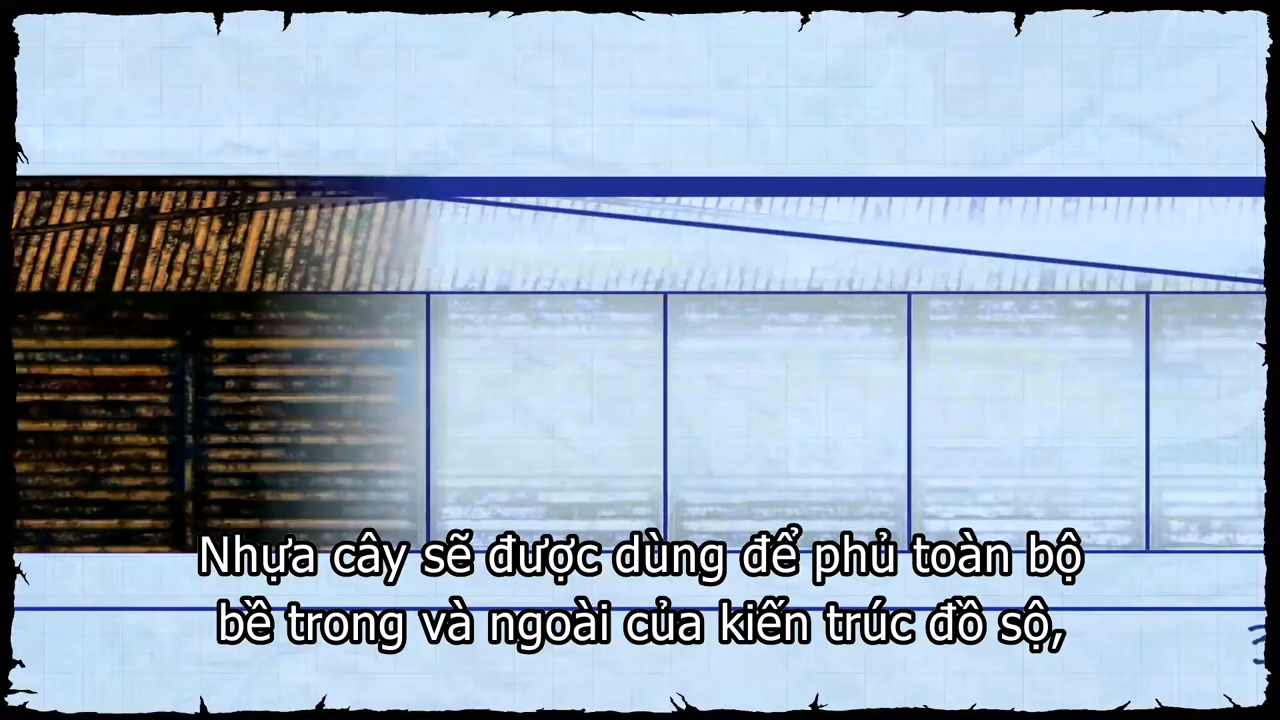 Nhựa cây sẽ được dùng để phủ toàn bộ
bề trong và ngoài của kiến trúc đồ sộ,